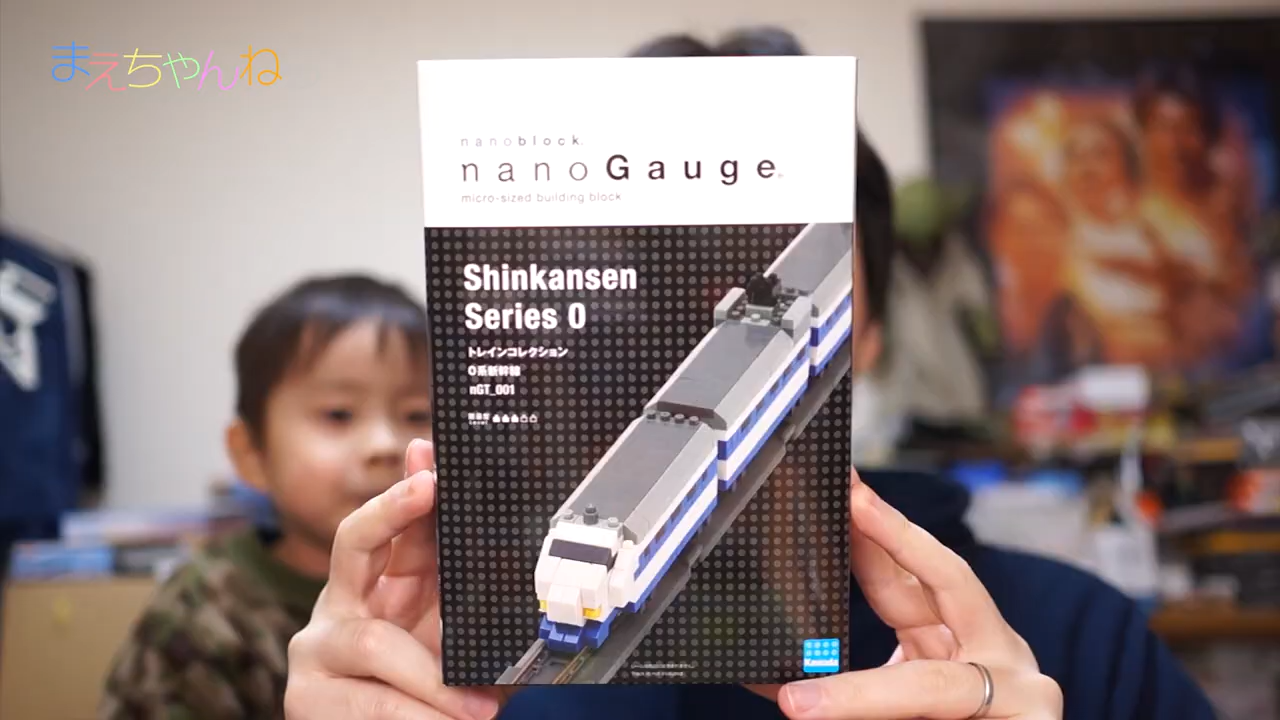 まえちゃんね
nanoblock
nanoGauge
micro-sized building block
Shinkansen
Series 0
トレインコレクション
0系新幹線
nGT_001
Kawada